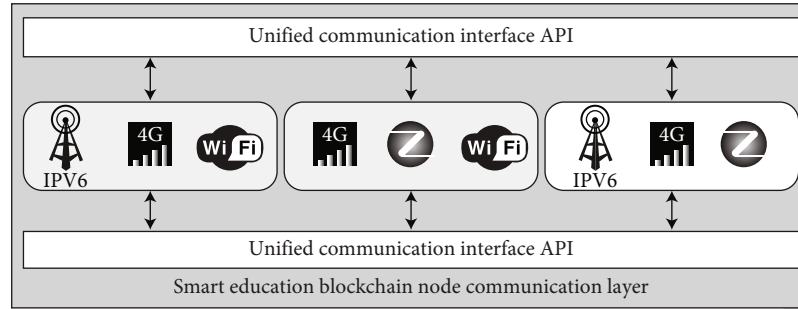 Unified communication interface API
4G
Wi Fi
IPV6
4G
Z
Wi Fi
4G
Z
IPV6
Unified communication interface API
Smart education blockchain node communication layer